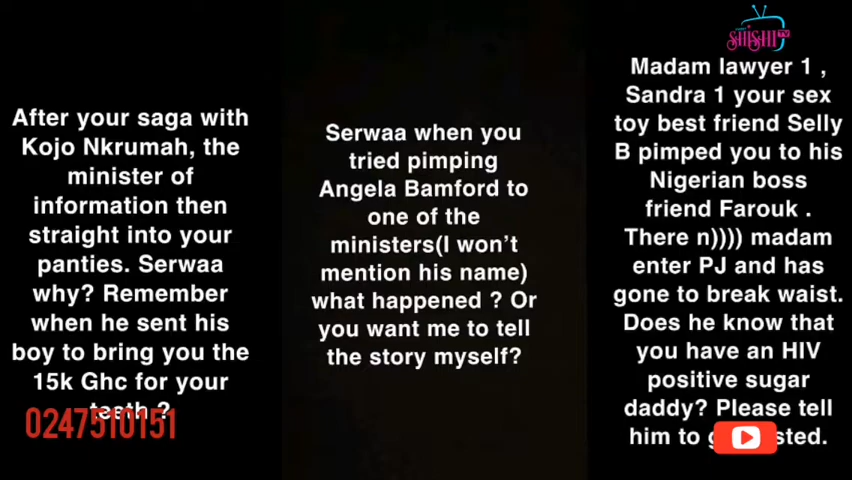 SHISHI TV
After your saga with
Kojo Nkrumah, the
minister of
information then
straight into your
panties. Serwaa
why? Remember
when he sent his
boy to bring you the
15k Ghc for your
teeth ?
0247510151
Serwaa when you
tried pimping
Angela Bamford to
one of the
ministers(I won’t
mention his name)
what happened ? Or
you want me to tell
the story myself?
Madam lawyer 1 ,
Sandra 1 your sex
toy best friend Selly
B pimped you to his
Nigerian boss
friend Farouk .
There n)))) madam
enter PJ and has
gone to break waist.
Does he know that
you have an HIV
positive sugar
daddy? Please tell
him to